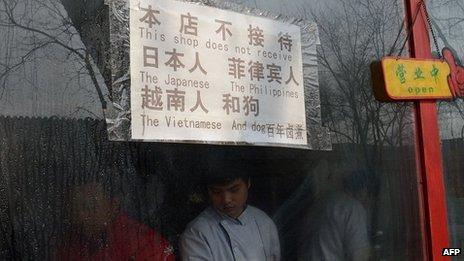 本店不接待
This shop does not receive
日本人 菲律宾人
The Japanese The Philippines
越南人 和狗
The Vietnamese And dog百年卤煮
营业中
open
AFP